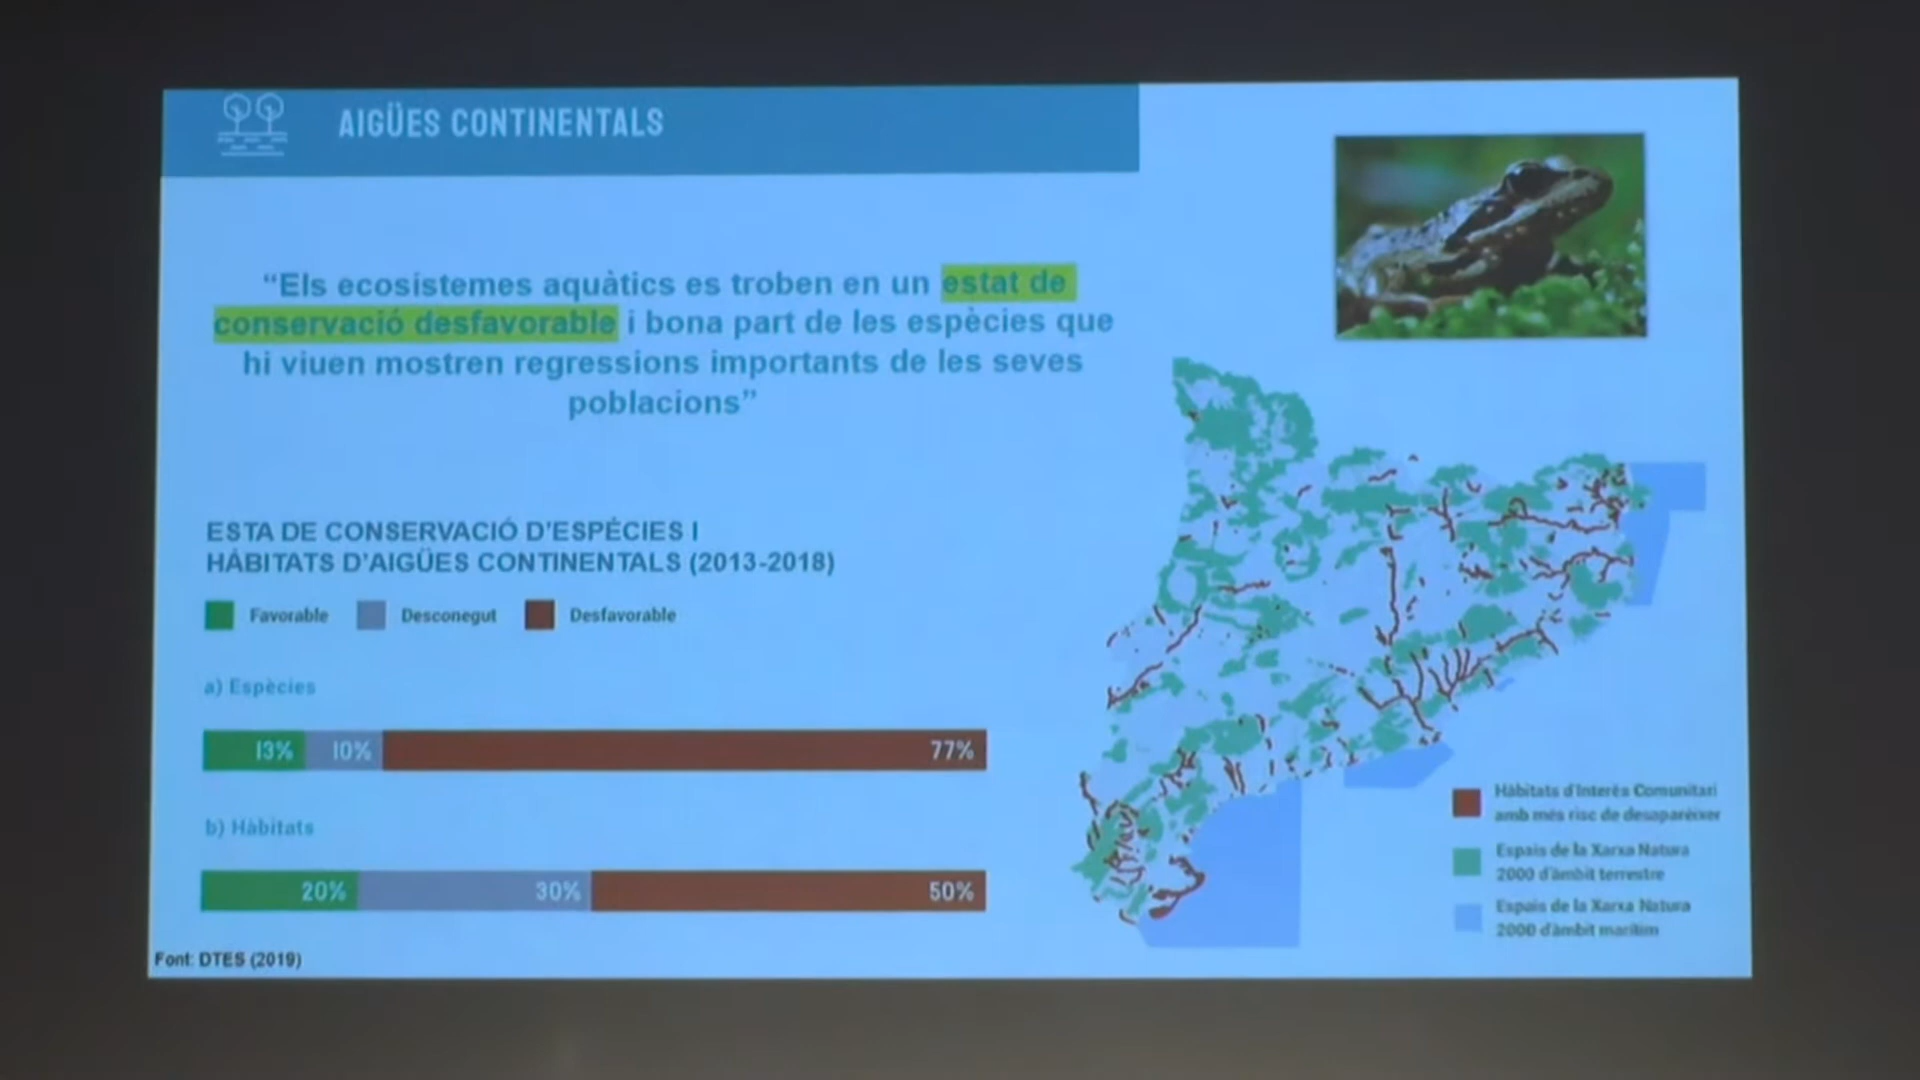 AIGÜES CONTINENTALS
“Els ecosistemes aquàtics es troben en un estat de
conservació desfavorable i bona part de les espècies que
hi viuen mostren regressions importants de les seves
poblacions”
ESTA DE CONSERVACIÓ D'ESPÈCIES I
HÀBITATS D'AIGÜES CONTINENTALS (2013-2018)
Favorable Desconegut Desfavorable
a) Espècies
13% 10% 77%
b) Hàbitats
20% 30% 50%
Font: DTES (2019)
Hàbitats d'Interès Comunitari
amb més risc de desaparèixer
Espais de la Xarxa Natura
2000 d'àmbit terrestre
Espais de la Xarxa Natura
2000 d'àmbit marítim